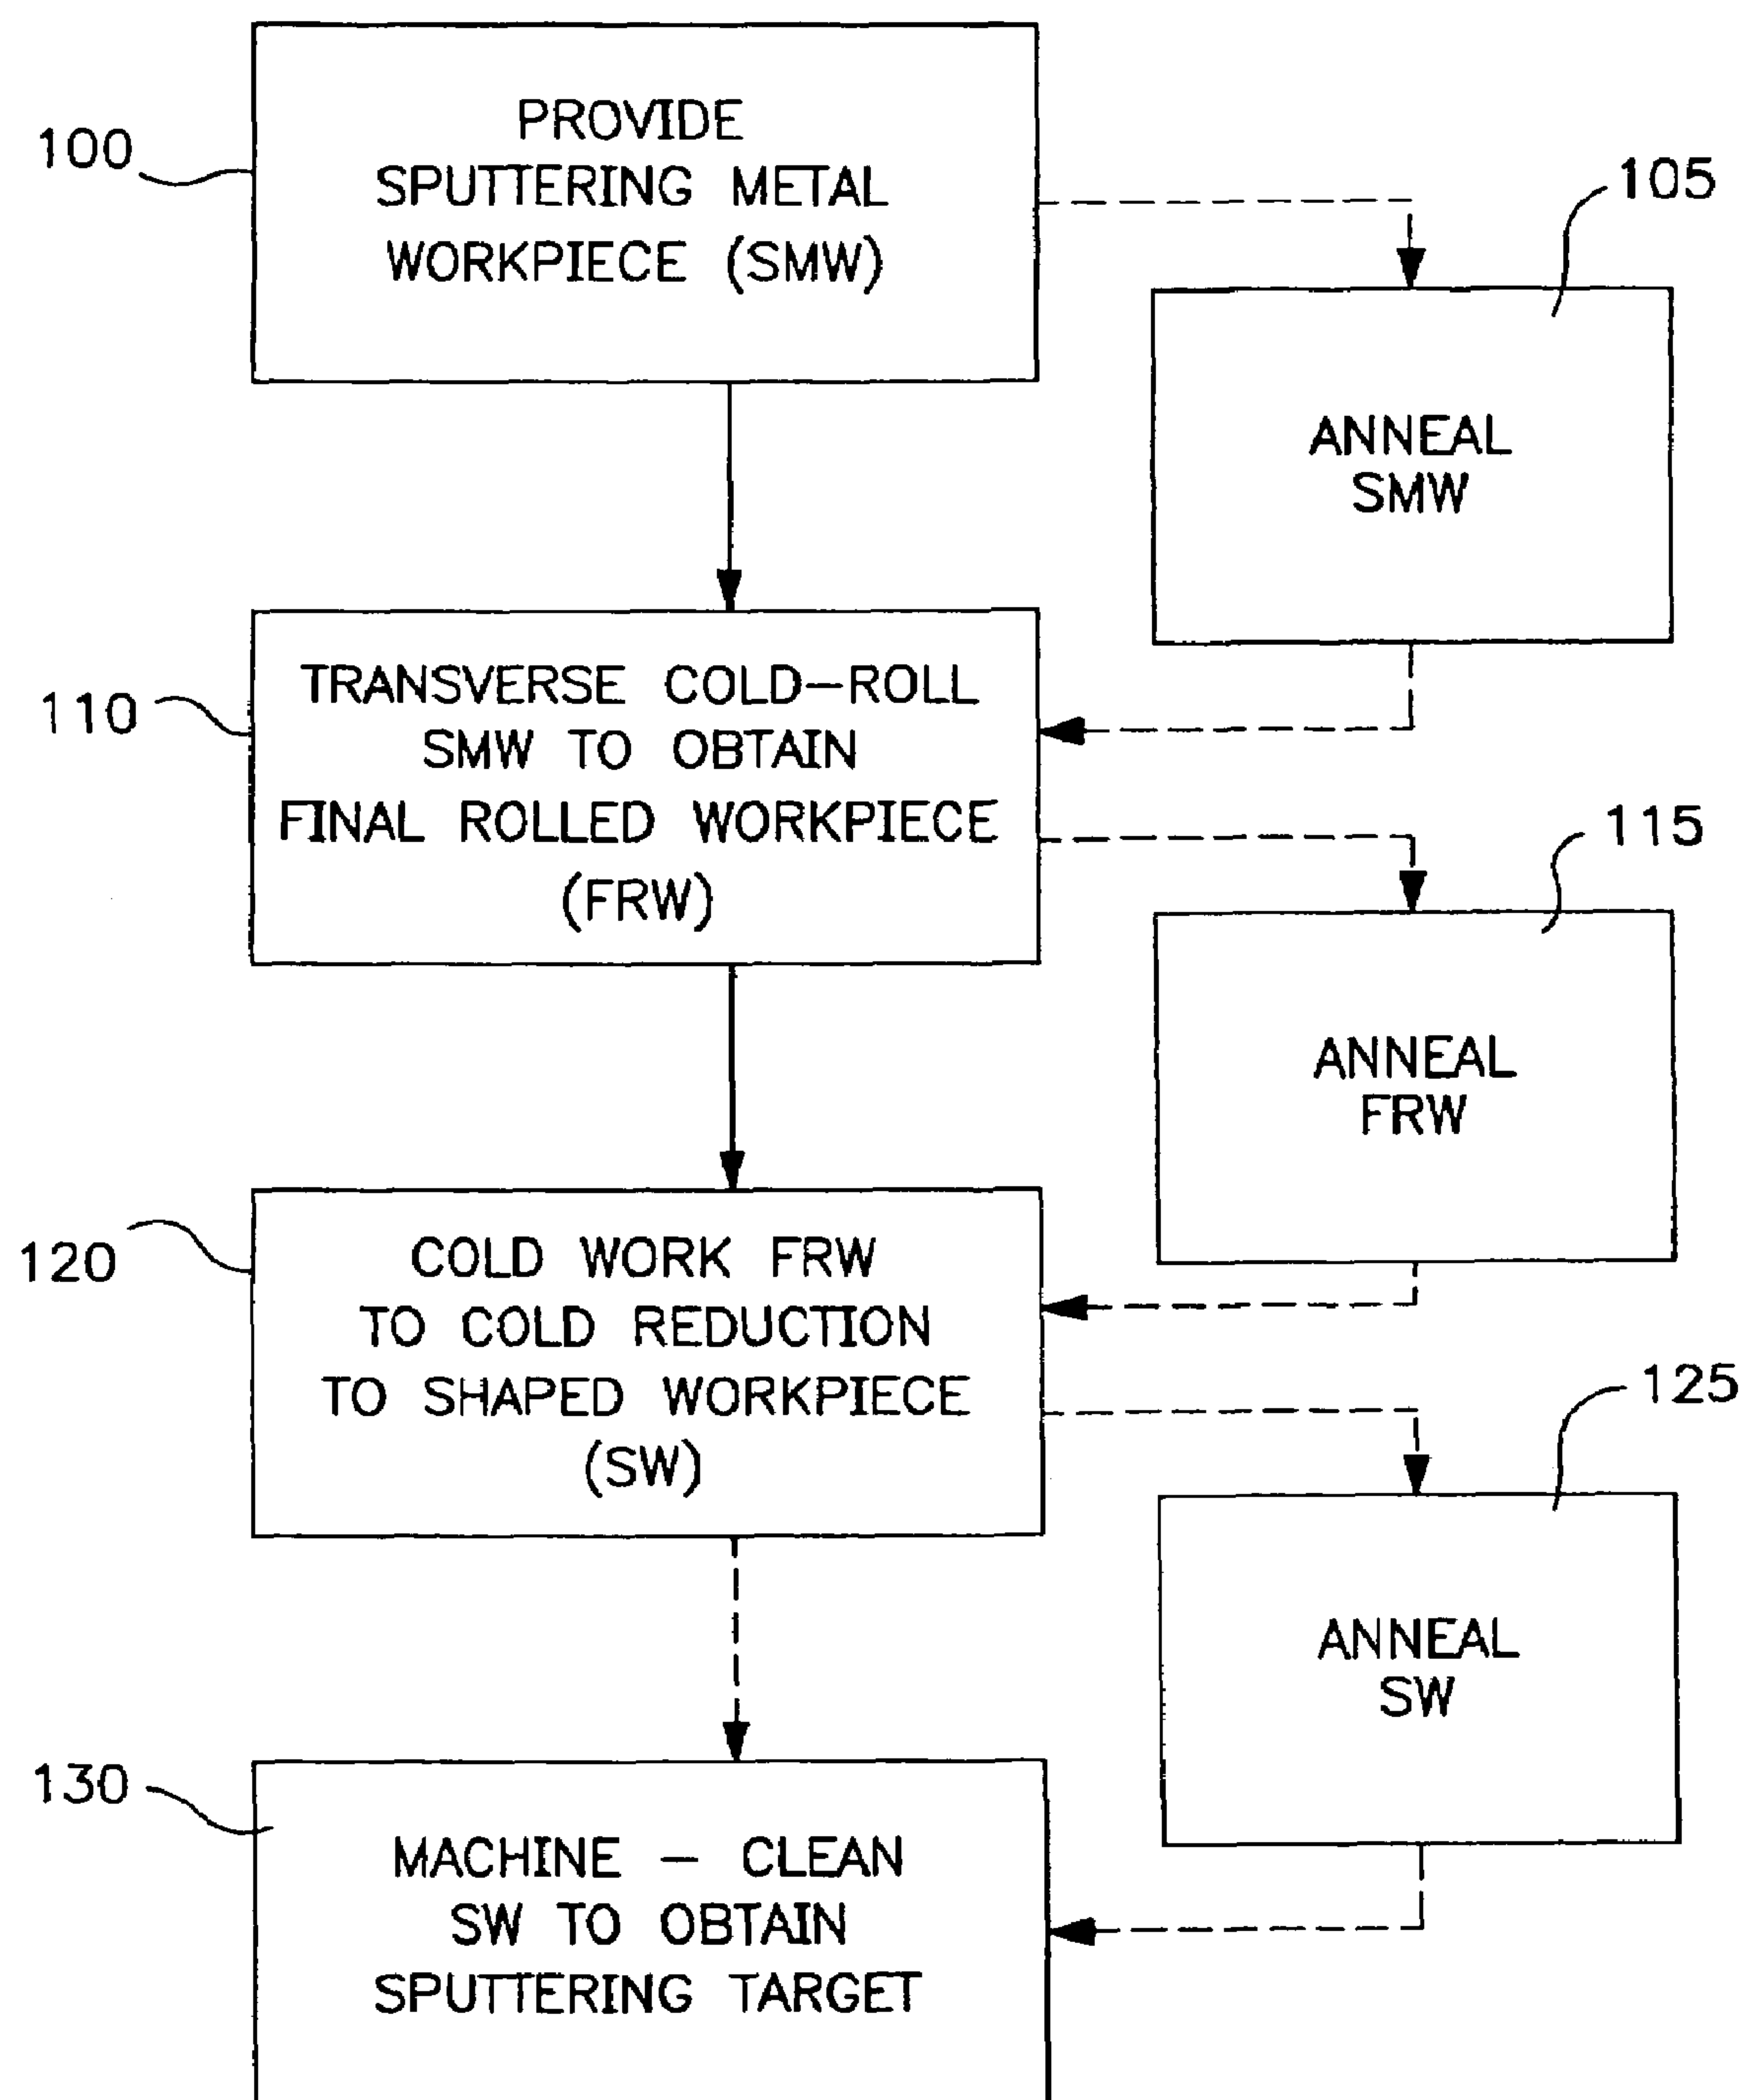 100
PROVIDE
SPUTTERING METAL
WORKPIECE (SMW)
105
ANNEAL
SMW
110
TRANSVERSE COLD-ROLL
SMW TO OBTAIN
FINAL ROLLED WORKPIECE
(FRW)
115
ANNEAL
FRW
120
COLD WORK FRW
TO COLD REDUCTION
TO SHAPED WORKPIECE
(SW)
125
ANNEAL
SW
130
MACHINE - CLEAN
SW TO OBTAIN
SPUTTERING TARGET